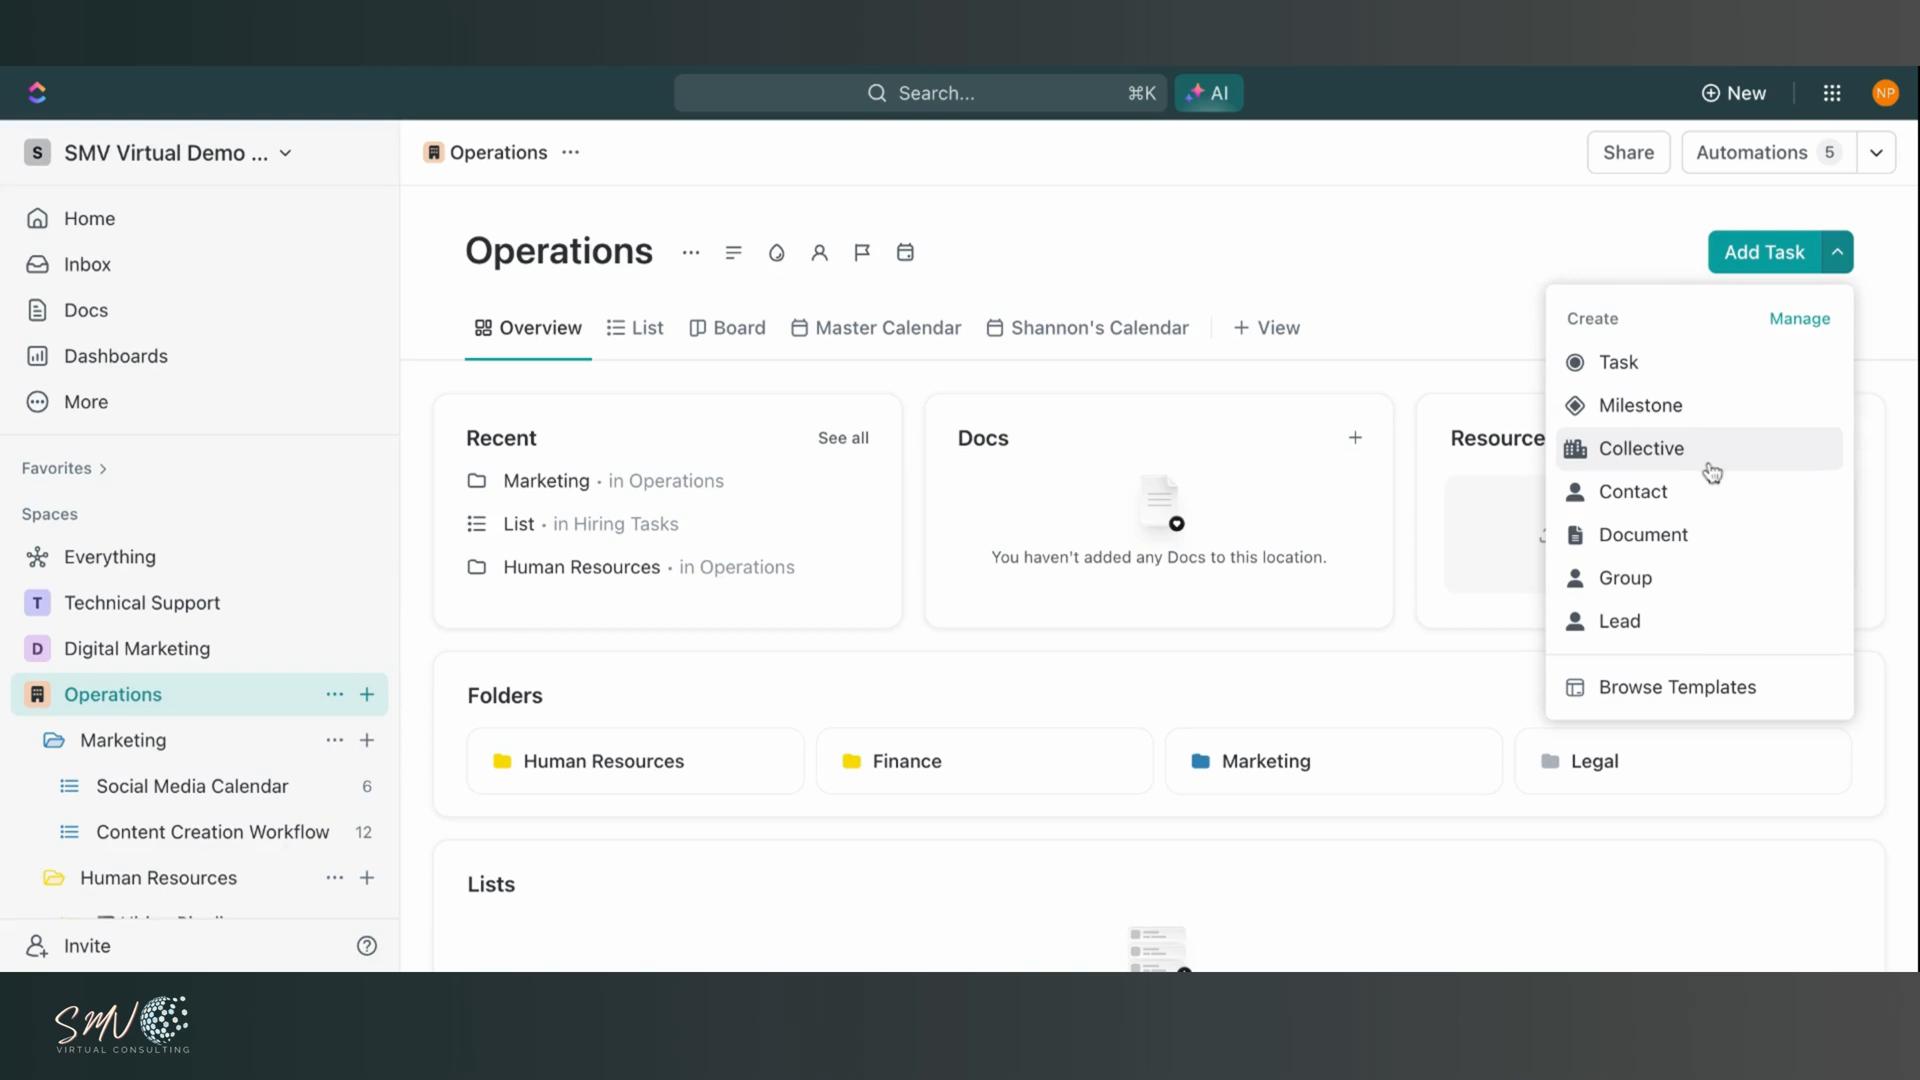 Search...
⌘K
AI
New
NP
S
SMV Virtual Demo ...
Operations
Share
Automations 5
Home
Inbox
Docs
Dashboards
More
Favorites
Spaces
Everything
T Technical Support
D Digital Marketing
Operations
Marketing
Social Media Calendar 6
Content Creation Workflow 12
Human Resources
Invite
Operations
Add Task
Overview
List
Board
Master Calendar
Shannon's Calendar
+ View
Recent
See all
Marketing • in Operations
List • in Hiring Tasks
Human Resources • in Operations
Docs
You haven't added any Docs to this location.
Resource
Create
Manage
Task
Milestone
Collective
Contact
Document
Group
Lead
Browse Templates
Folders
Human Resources
Finance
Marketing
Legal
Lists
SMV
VIRTUAL CONSULTING